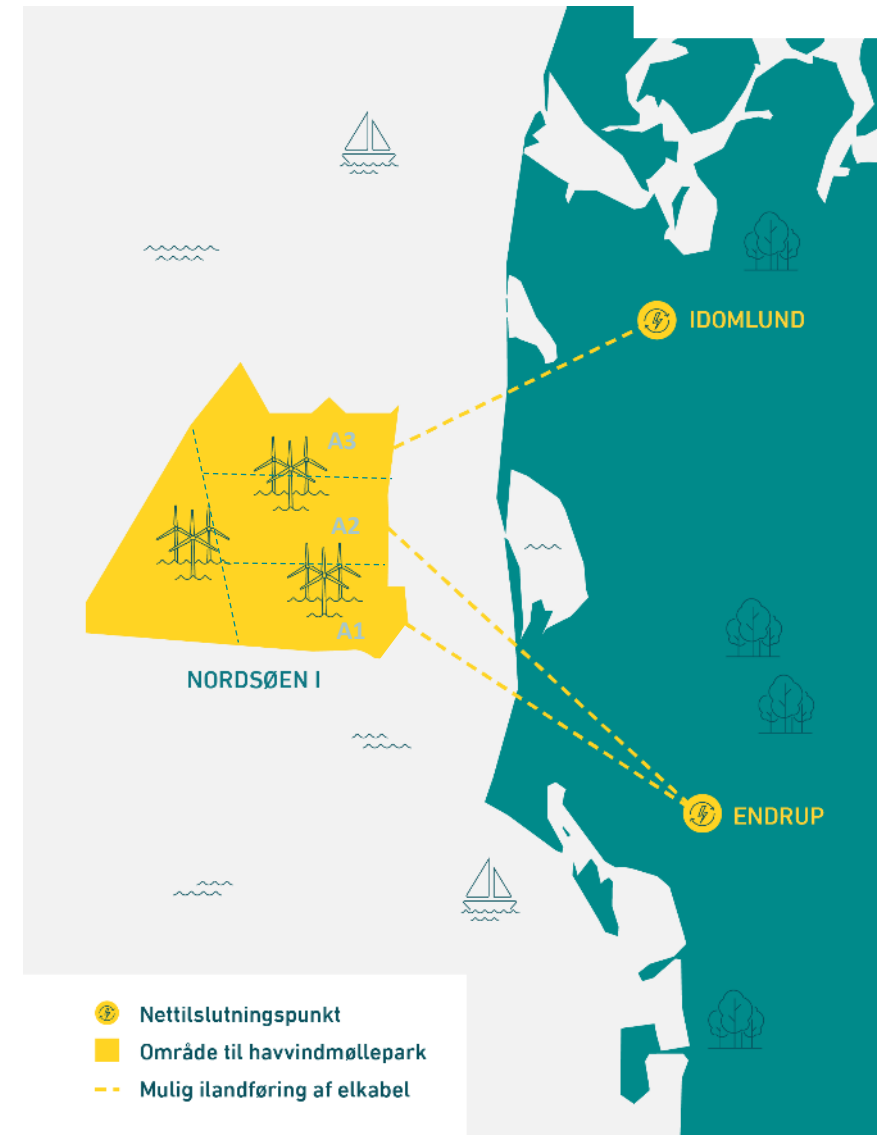 IDOMLUND
A3
A2
A1
NORDSØEN I
ENDRUP
Nettilslutningspunkt
Område til havvindmøllepark
Mulig ilandføring af elkabel